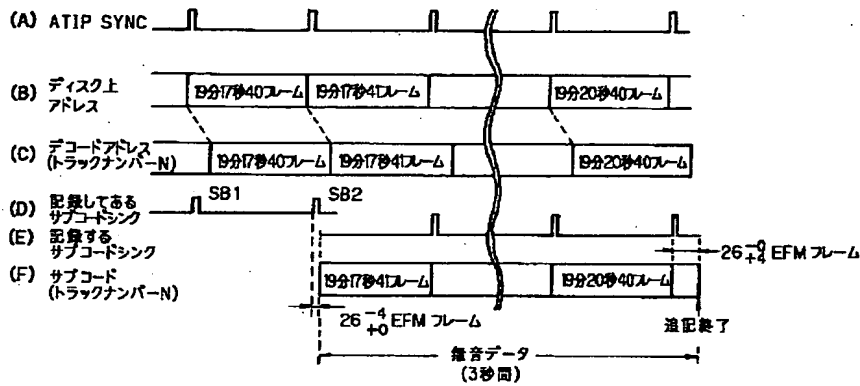 (A) ATIP SYNC
(B) ディスク上
アドレス
19分17秒40フレーム 19分17秒41フレーム 19分20秒40フレーム
(C) デコードアドレス
(トラックナンバーN)
19分17秒40フレーム 19分17秒41フレーム 19分20秒40フレーム
(D) 記録してある
サブコードシンク
SB1 SB2
(E) 記録する
サブコードシンク
26 -0 +4 EFMフレーム
(F) サブコード
(トラックナンバーN)
19分17秒41フレーム 19分20秒40フレーム
26 -4 +0 EFMフレーム
追記終了
無音データ
(3秒間)